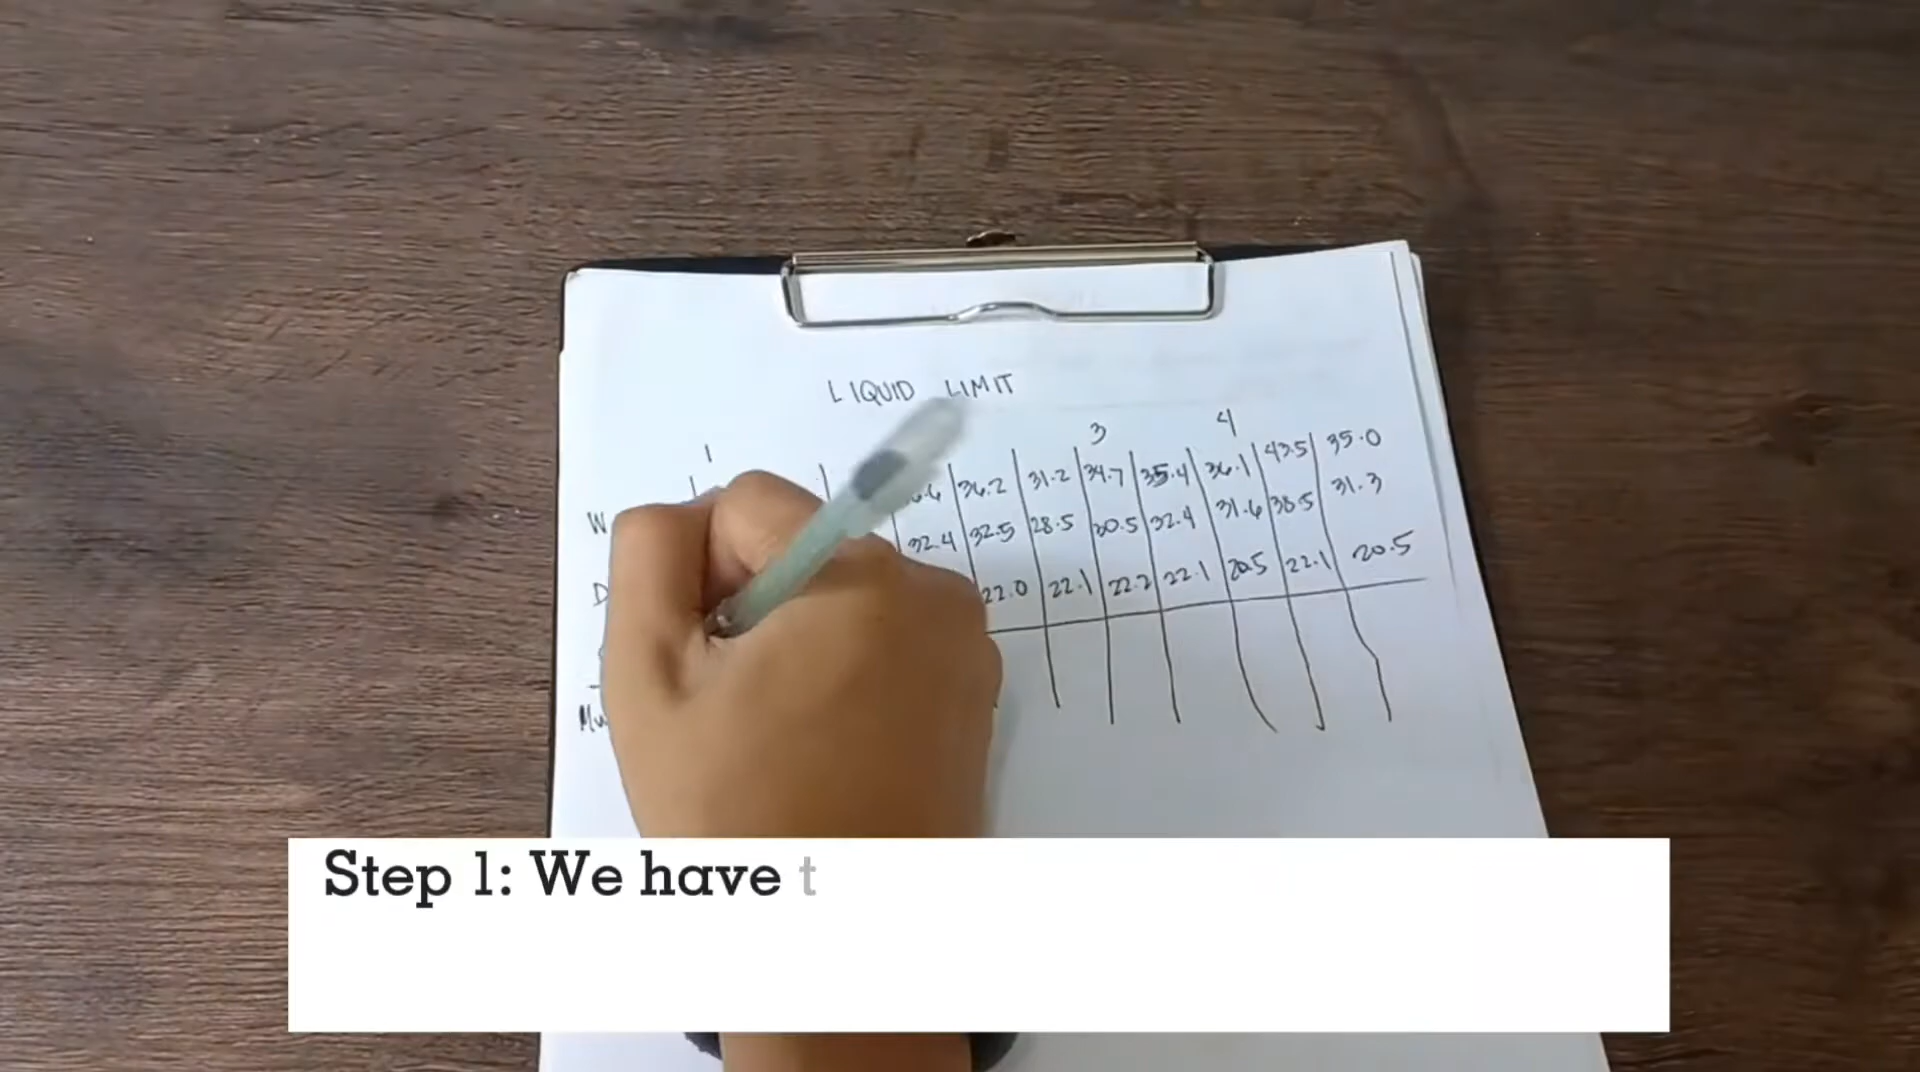 LIQUID LIMIT
1 3 4
W 36.2 31.2 34.7 35.4 36.1 43.5 35.0
32.4 32.5 28.5 30.5 32.4 31.6 38.5 31.3
D 22.0 22.1 22.2 22.1 20.5 22.1 20.5
Step 1: We have t